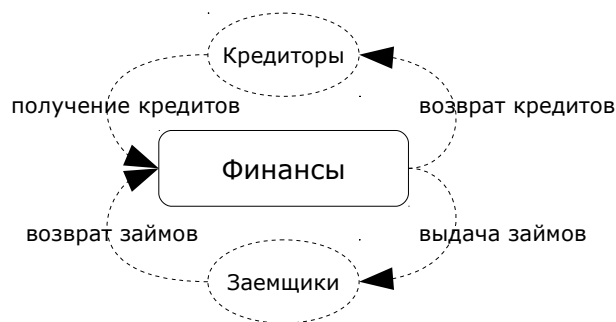 Кредиторы
получение кредитов
возврат кредитов
Финансы
возврат займов
выдача займов
Заемщики